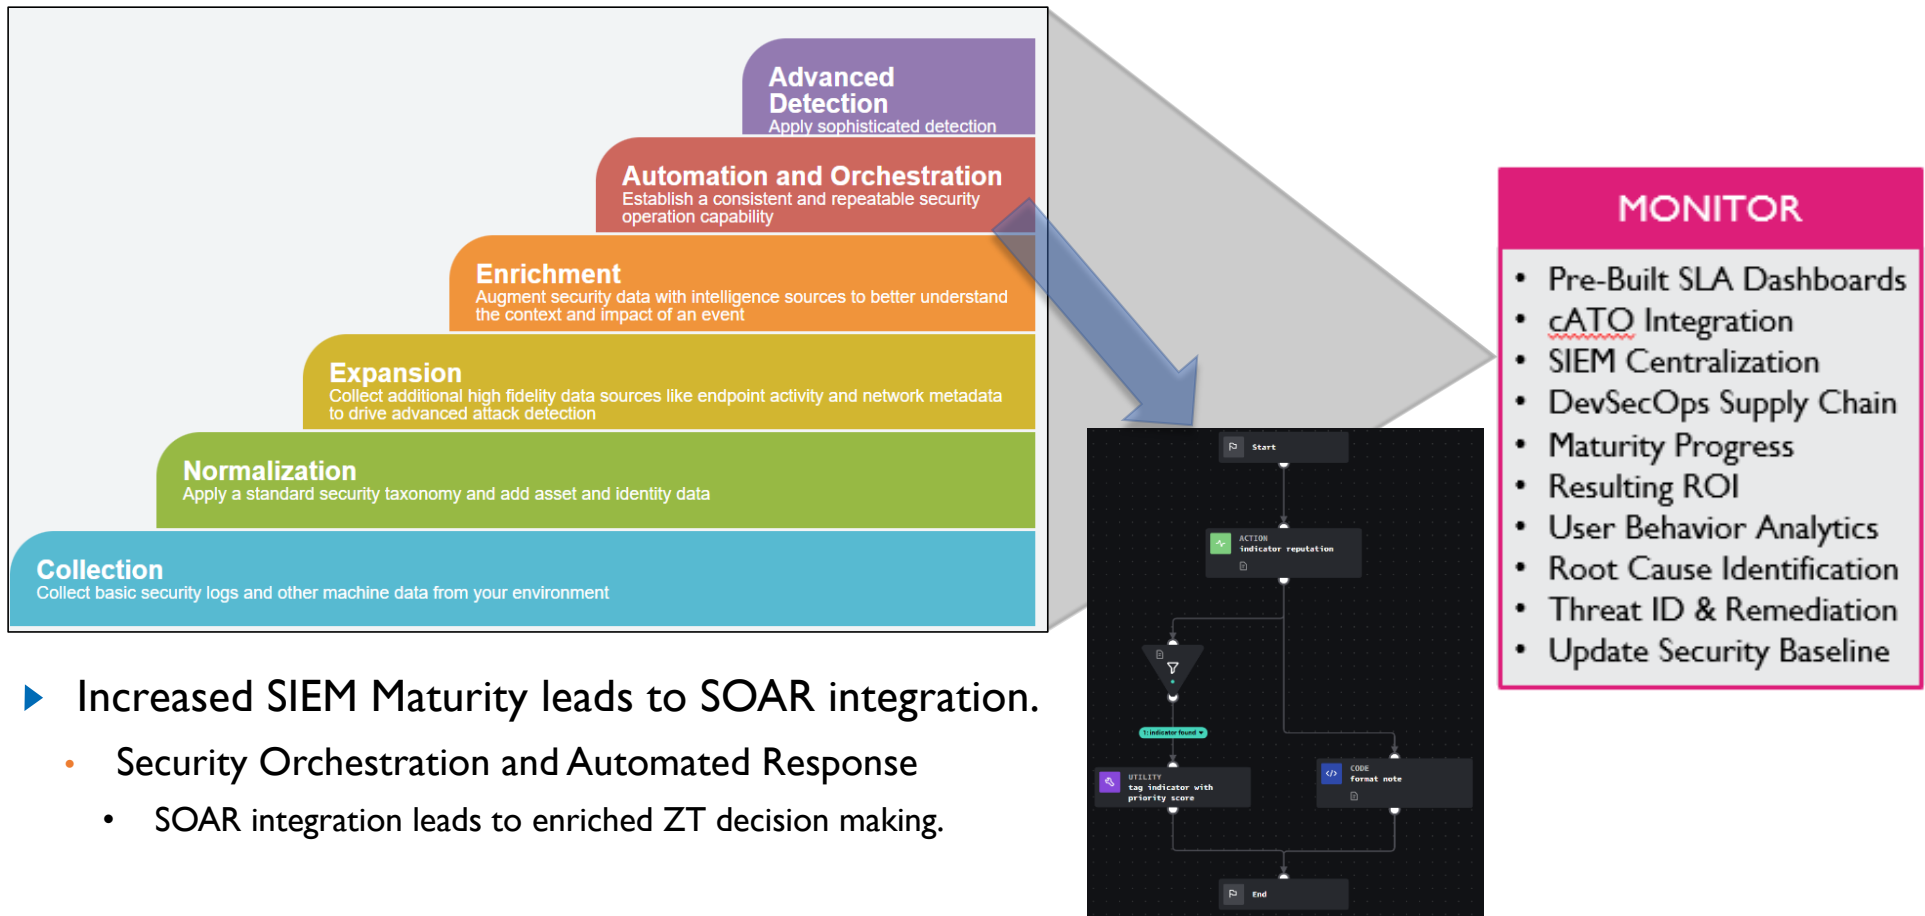 Advanced
Detection
Apply sophisticated detection
Automation and Orchestration
Establish a consistent and repeatable security
operation capability
Enrichment
Augment security data with intelligence sources to better understand
the context and impact of an event
Expansion
Collect additional high fidelity data sources like endpoint activity and network metadata
to drive advanced attack detection
Normalization
Apply a standard security taxonomy and add asset and identity data
Collection
Collect basic security logs and other machine data from your environment
▶ Increased SIEM Maturity leads to SOAR integration.
• Security Orchestration and Automated Response
• SOAR integration leads to enriched ZT decision making.
Start
ACTION
indicator reputation
1: indicator found
UTILITY
tag indicator with
priority score
CODE
format note
End
MONITOR
• Pre-Built SLA Dashboards
• cATO Integration
• SIEM Centralization
• DevSecOps Supply Chain
• Maturity Progress
• Resulting ROI
• User Behavior Analytics
• Root Cause Identification
• Threat ID & Remediation
• Update Security Baseline